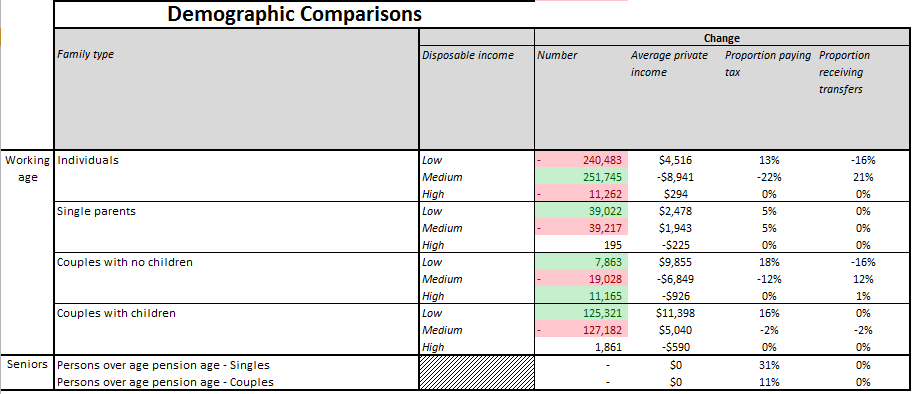 Demographic Comparisons
Change
Family type Disposable income Number Average private Proportion paying Proportion
income tax receiving
transfers
Working Individuals Low - 240,483 $4,516 13% -16%
age Medium 251,745 -$8,941 -22% 21%
High - 11,262 $294 0% 0%
Single parents Low 39,022 $2,478 5% 0%
Medium - 39,217 $1,943 5% 0%
High 195 -$225 0% 0%
Couples with no children Low 7,863 $9,855 18% -16%
Medium - 19,028 -$6,849 -12% 12%
High 11,165 -$926 0% 1%
Couples with children Low 125,321 $11,398 16% 0%
Medium - 127,182 $5,040 -2% -2%
High 1,861 -$590 0% 0%
Seniors Persons over age pension age - Singles - $0 31% 0%
Persons over age pension age - Couples - $0 11% 0%